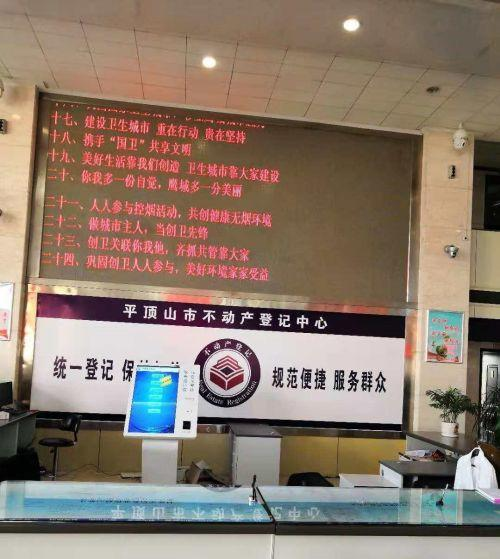 十七、建设卫生城市 重在行动 贵在坚持
十八、携手“国卫”共享文明
十九、美好生活靠我们创造 卫生城市靠大家建设
二十、你我多一份自觉，鹰城多一分美丽
二十一、人人参与控烟活动，共创健康无烟环境
二十二、做城市主人，当创卫先锋
二十三、创卫关联你我他，齐抓共管靠大家
二十四、巩固创卫人人参与，美好环境家家受益
平顶山市不动产登记中心
统一登记 保
不动产登记
Real Estate Registration
规范便捷 服务群众